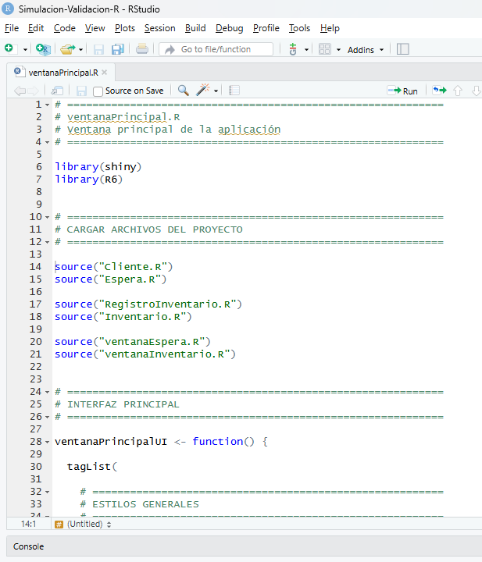 Simulacion-Validacion-R - RStudio
File Edit Code View Plots Session Build Debug Profile Tools Help
Go to file/function Addins
ventanaPrincipal.R
Source on Save Run
1 # ============================================================
2 # ventanaPrincipal.R
3 # Ventana principal de la aplicación
4 # ============================================================
5
6 library(shiny)
7 library(R6)
8
9
10 # ============================================================
11 # CARGAR ARCHIVOS DEL PROYECTO
12 # ============================================================
13
14 source("Cliente.R")
15 source("Espera.R")
16
17 source("RegistroInventario.R")
18 source("Inventario.R")
19
20 source("ventanaEspera.R")
21 source("ventanaInventario.R")
22
23
24 # ============================================================
25 # INTERFAZ PRINCIPAL
26 # ============================================================
27
28 ventanaPrincipalUI <- function() {
29
30 tagList(
31
32 # ========================================================
33 # ESTILOS GENERALES
34 # ========================================================
14:1 # (Untitled)
Console